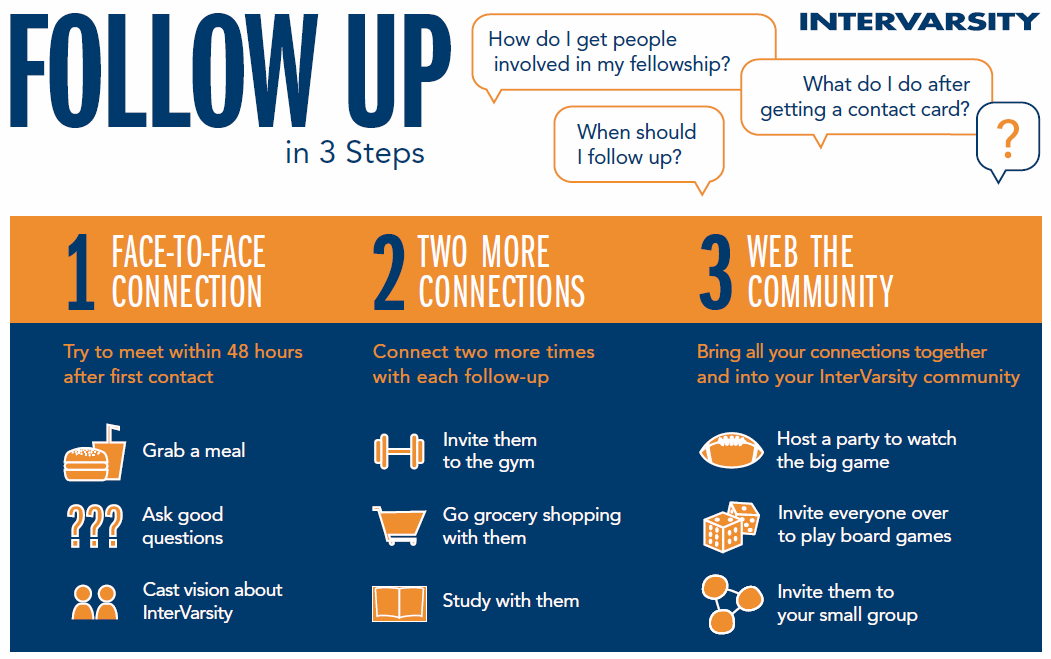 FOLLOW UP
in 3 Steps
INTERVARSITY
How do I get people
involved in my fellowship?
What do I do after
getting a contact card?
When should
I follow up?
?
1 FACE-TO-FACE
CONNECTION
Try to meet within 48 hours
after first contact
Grab a meal
???
Ask good
questions
Cast vision about
InterVarsity
2 TWO MORE
CONNECTIONS
Connect two more times
with each follow-up
Invite them
to the gym
Go grocery shopping
with them
Study with them
3 WEB THE
COMMUNITY
Bring all your connections together
and into your InterVarsity community
Host a party to watch
the big game
Invite everyone over
to play board games
Invite them to
your small group